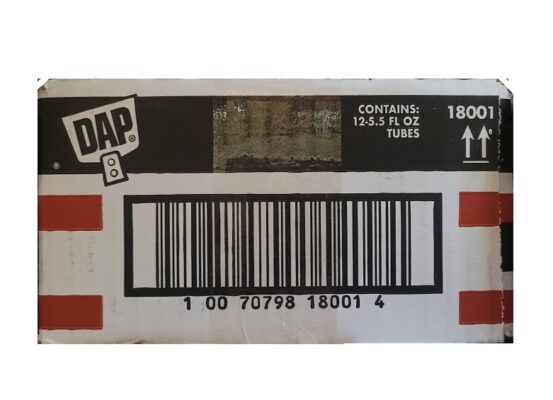 DAP®
®
CONTAINS:
12-5.5 FL OZ
TUBES
18001
1 00 70798 18001 4